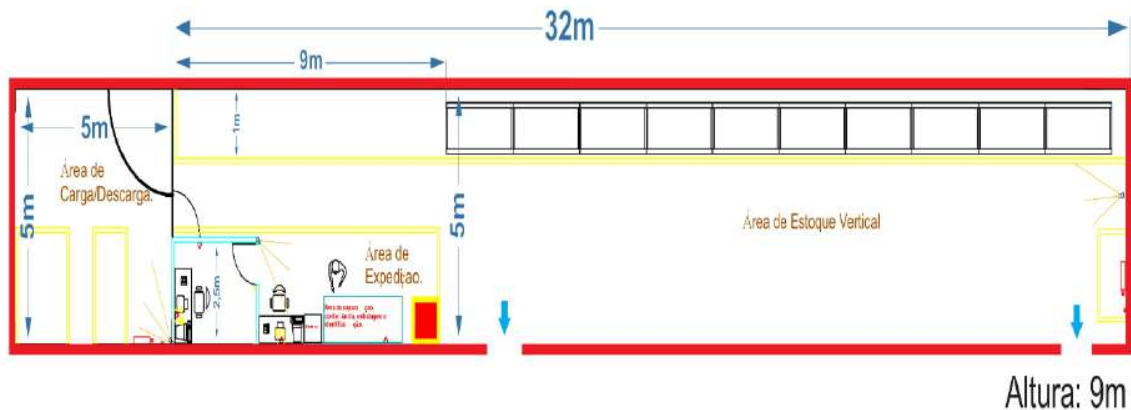 32m
9m
5m
1m
Área de
Carga/Descarga.
5m
5m
Área de Estoque Vertical
Área de
Expediçao.
2,5m
Altura: 9m